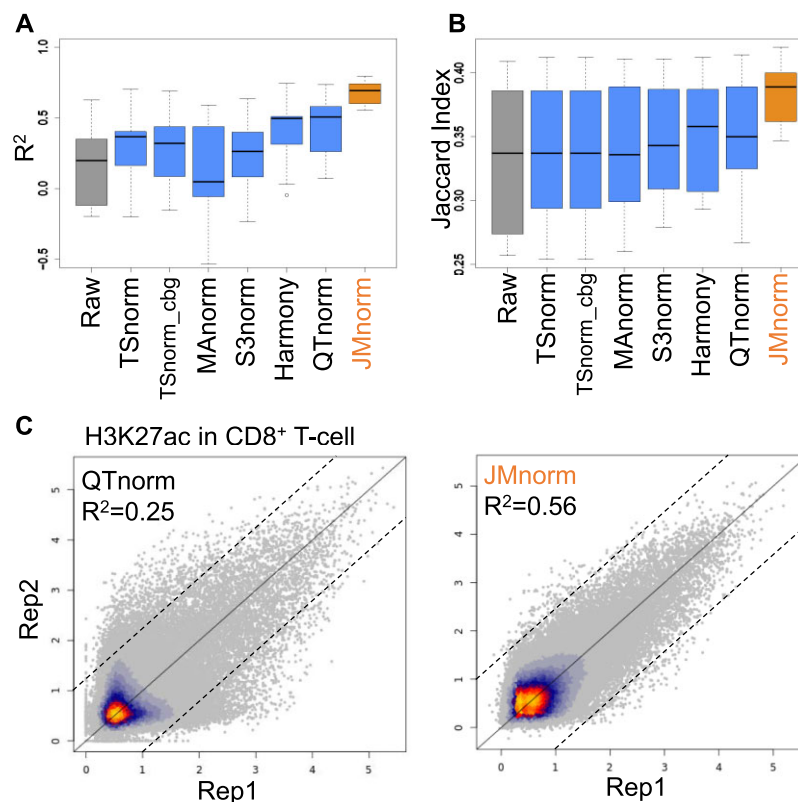 A
R²
1.0
0.5
0.0
-0.5
Raw
TSnorm
TSnorm_cbg
MAnorm
S3norm
Harmony
QTnorm
JMnorm
B
Jaccard Index
0.40
0.35
0.30
0.25
Raw
TSnorm
TSnorm_cbg
MAnorm
S3norm
Harmony
QTnorm
JMnorm
C
H3K27ac in CD8⁺ T-cell
QTnorm
R²=0.25
Rep2
5
4
3
2
1
0
0 1 2 3 4 5
Rep1
JMnorm
R²=0.56
5
4
3
2
1
0
0 1 2 3 4 5
Rep1